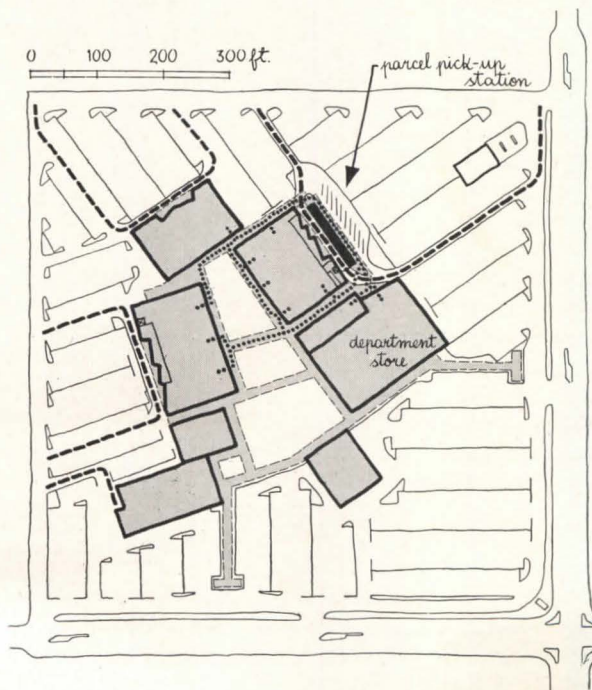 0 100 200 300 ft.
parcel pick-up
station
department
store